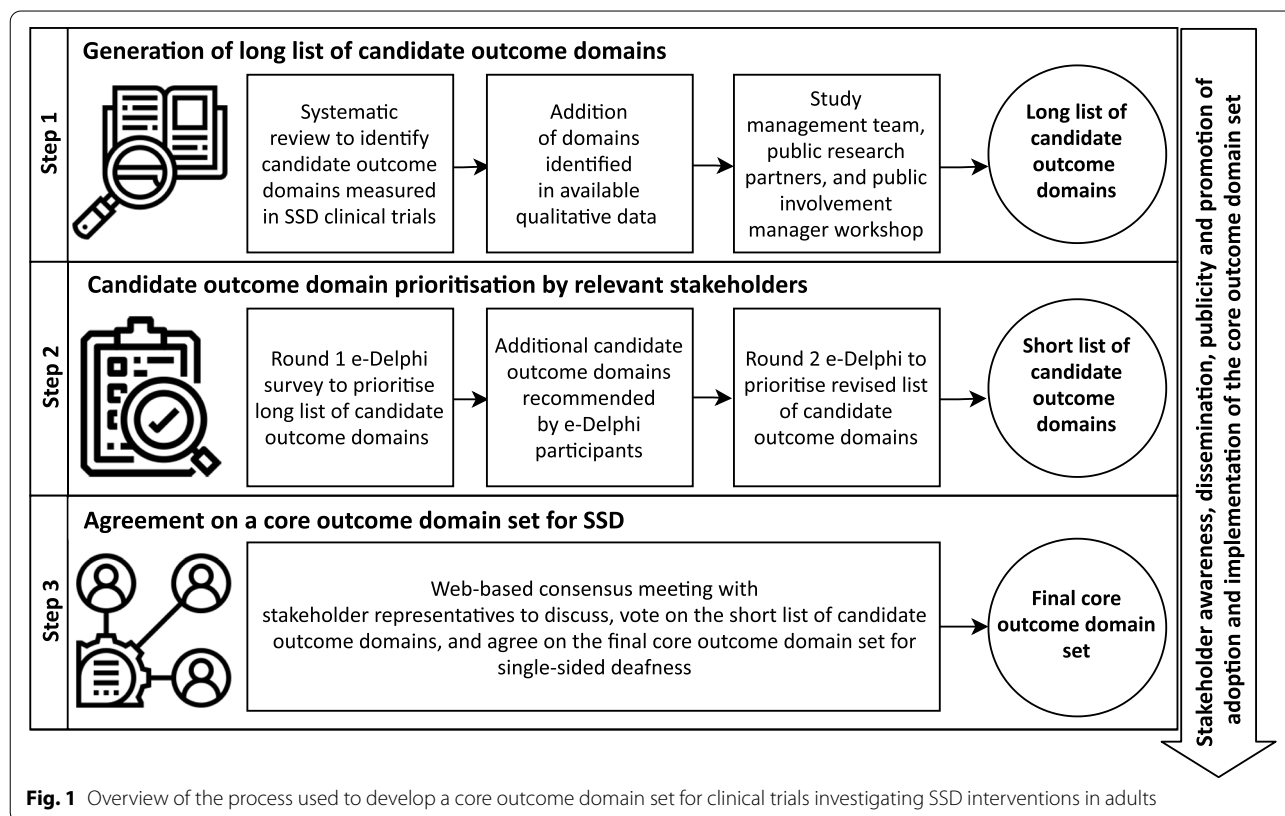 Step 1
Generation of long list of candidate outcome domains
Systematic
review to identify
candidate outcome
domains measured
in SSD clinical trials
Addition
of domains
identified
in available
qualitative data
Study
management team,
public research
partners, and public
involvement
manager workshop
Long list of
candidate
outcome
domains
Step 2
Candidate outcome domain prioritisation by relevant stakeholders
Round 1 e-Delphi
survey to prioritise
long list of candidate
outcome domains
Additional candidate
outcome domains
recommended
by e-Delphi
participants
Round 2 e-Delphi to
prioritise revised list
of candidate
outcome domains
Short list of
candidate
outcome
domains
Step 3
Agreement on a core outcome domain set for SSD
Web-based consensus meeting with
stakeholder representatives to discuss, vote on the short list of candidate
outcome domains, and agree on the final core outcome domain set for
single-sided deafness
Final core
outcome domain
set
Stakeholder awareness, dissemination, publicity and promotion of
adoption and implementation of the core outcome domain set
Fig. 1 Overview of the process used to develop a core outcome domain set for clinical trials investigating SSD interventions in adults